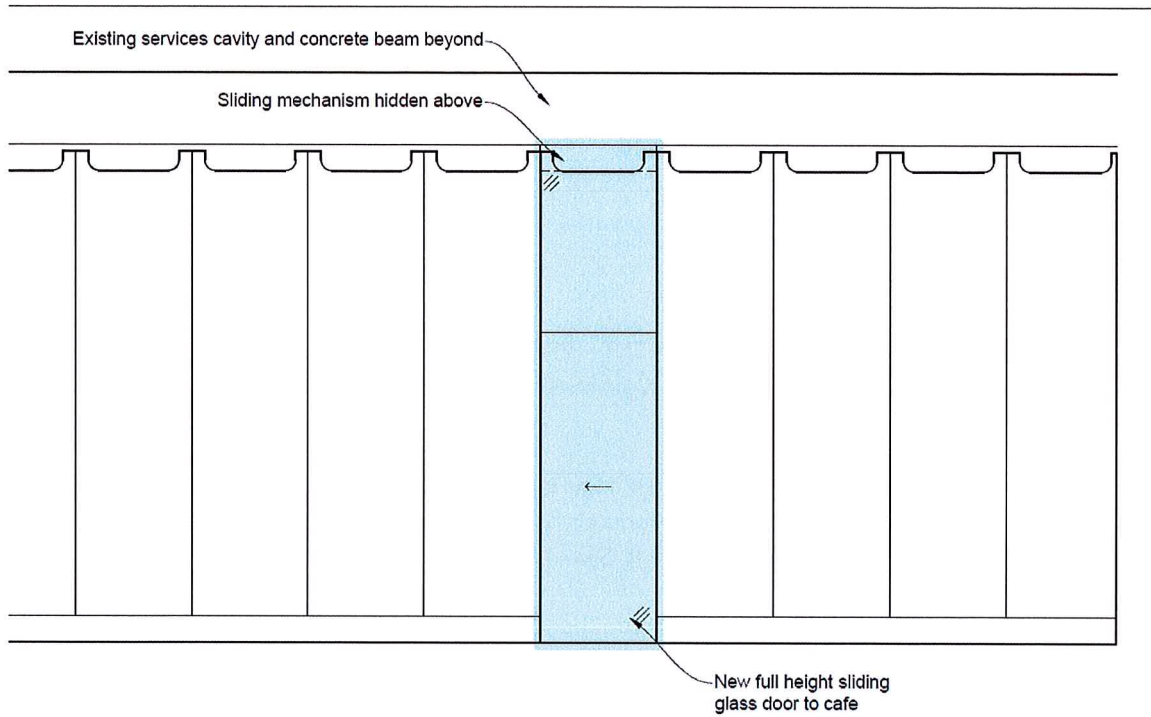 Existing services cavity and concrete beam beyond
Sliding mechanism hidden above
New full height sliding
glass door to cafe